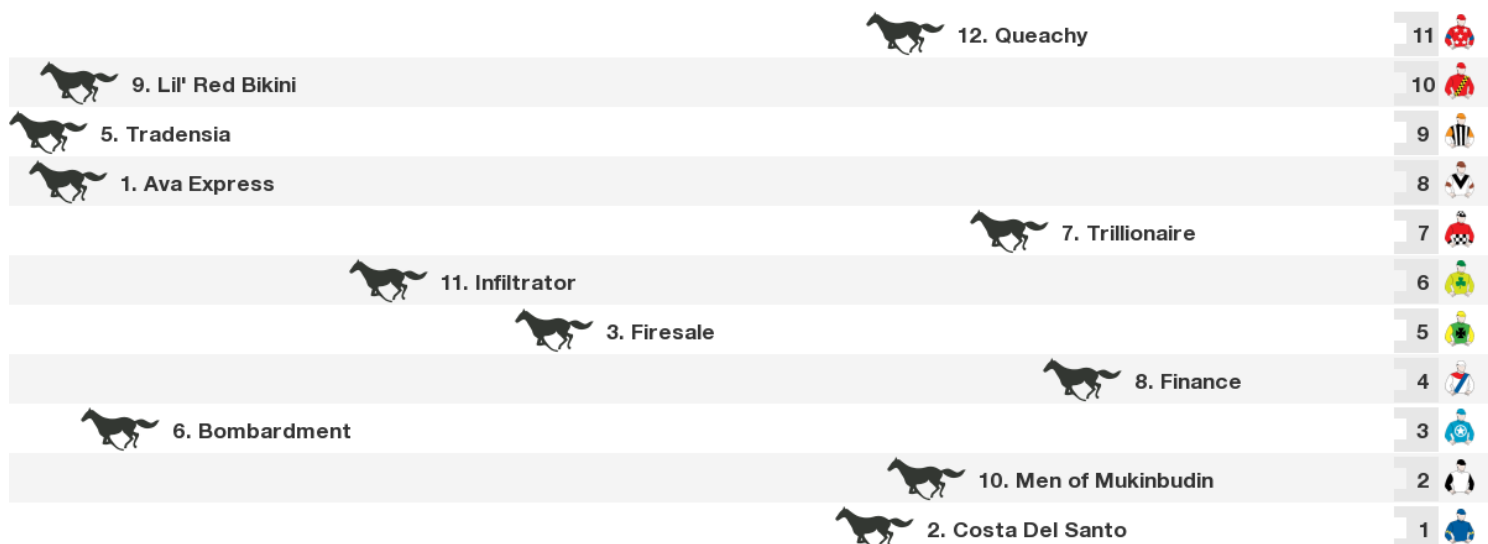 12. Queachy 11
9. Lil' Red Bikini 10
5. Tradensia 9
1. Ava Express 8
7. Trillionaire 7
11. Infiltrator 6
3. Firesale 5
8. Finance 4
6. Bombardment 3
10. Men of Mukinbudin 2
2. Costa Del Santo 1